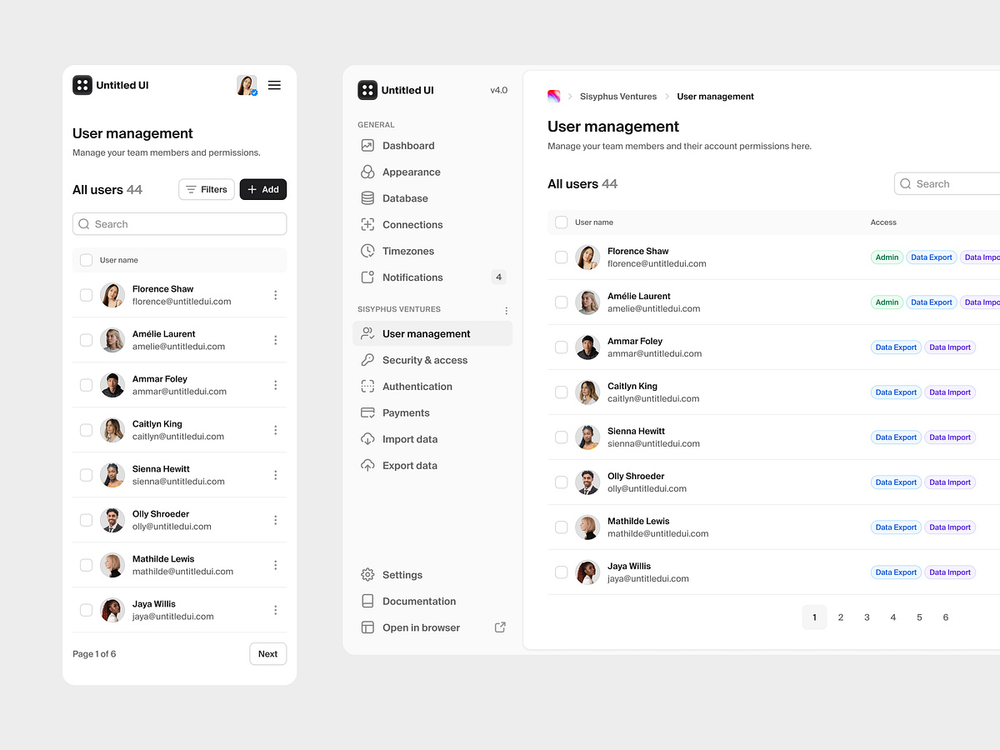 Untitled UI
User management
Manage your team members and permissions.
All users 44
Filters
Add
Search
User name
Florence Shaw
florence@untitledui.com
Amélie Laurent
amelie@untitledui.com
Ammar Foley
ammar@untitledui.com
Caitlyn King
caitlyn@untitledui.com
Sienna Hewitt
sienna@untitledui.com
Olly Shroeder
olly@untitledui.com
Mathilde Lewis
mathilde@untitledui.com
Jaya Willis
jaya@untitledui.com
Page 1 of 6
Next
Untitled UI
v4.0
GENERAL
Dashboard
Appearance
Database
Connections
Timezones
Notifications
4
SISYPHUS VENTURES
User management
Security & access
Authentication
Payments
Import data
Export data
Settings
Documentation
Open in browser
Sisyphus Ventures
User management
User management
Manage your team members and their account permissions here.
All users 44
Search
User name
Access
Florence Shaw
florence@untitledui.com
Admin
Data Export
Data Impo
Amélie Laurent
amelie@untitledui.com
Admin
Data Export
Data Impo
Ammar Foley
ammar@untitledui.com
Data Export
Data Import
Caitlyn King
caitlyn@untitledui.com
Data Export
Data Import
Sienna Hewitt
sienna@untitledui.com
Data Export
Data Import
Olly Shroeder
olly@untitledui.com
Data Export
Data Import
Mathilde Lewis
mathilde@untitledui.com
Data Export
Data Import
Jaya Willis
jaya@untitledui.com
Data Export
Data Import
1 2 3 4 5 6